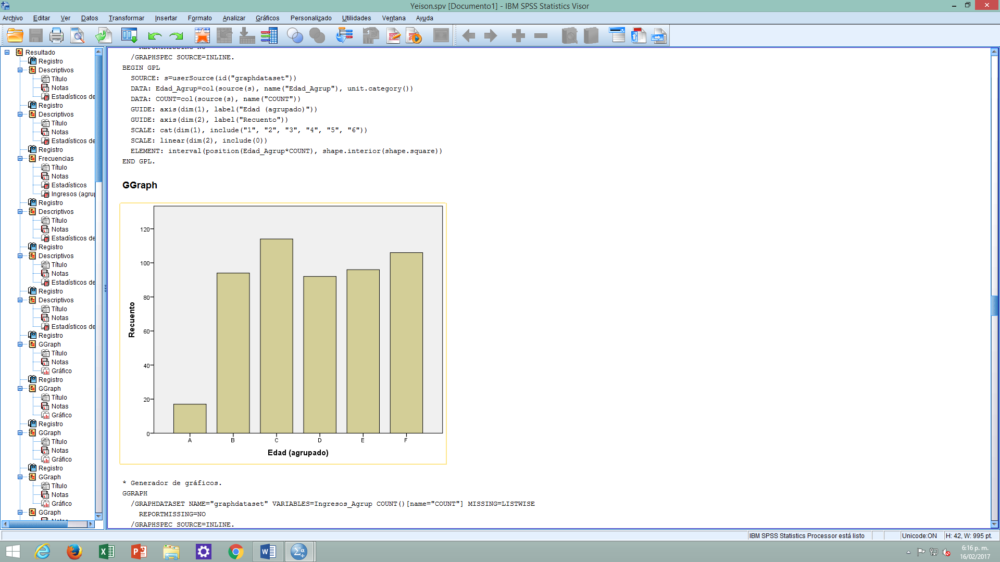 Yeison.spv [Documento1] - IBM SPSS Statistics Visor
Archivo Editar Ver Datos Transformar Insertar Formato Analizar Gráficos Personalizado Utilidades Ventana Ayuda
Resultado
Registro
Descriptivos
Título
Notas
Estadísticos de
Registro
Descriptivos
Título
Notas
Estadísticos de
Registro
Frecuencias
Título
Notas
Estadísticos
Ingresos (agrup
Registro
Descriptivos
Título
Notas
Estadísticos de
Registro
Descriptivos
Título
Notas
Estadísticos de
Registro
Descriptivos
Título
Notas
Estadísticos de
Registro
GGraph
Título
Notas
Gráfico
Registro
GGraph
Título
Notas
Gráfico
Registro
GGraph
Título
Notas
Gráfico
Registro
GGraph
Título
Notas
Gráfico
GGraph
Notas
REPORTMISSING=NO
/GRAPHSPEC SOURCE=INLINE.
BEGIN GPL
SOURCE: s=userSource(id("graphdataset"))
DATA: Edad_Agrup=col(source(s), name("Edad_Agrup"), unit.category())
DATA: COUNT=col(source(s), name("COUNT"))
GUIDE: axis(dim(1), label("Edad (agrupado)"))
GUIDE: axis(dim(2), label("Recuento"))
SCALE: cat(dim(1), include("1", "2", "3", "4", "5", "6"))
SCALE: linear(dim(2), include(0))
ELEMENT: interval(position(Edad_Agrup*COUNT), shape.interior(shape.square))
END GPL.
GGraph
120
100
80
60
40
20
0
Recuento
A B C D E F
Edad (agrupado)
* Generador de gráficos.
GGRAPH
/GRAPHDATASET NAME="graphdataset" VARIABLES=Ingresos_Agrup COUNT()[name="COUNT"] MISSING=LISTWISE
REPORTMISSING=NO
/GRAPHSPEC SOURCE=INLINE.
IBM SPSS Statistics Processor está listo Unicode:ON H: 42, W: 995 pt.
6:16 p. m.
16/02/2017